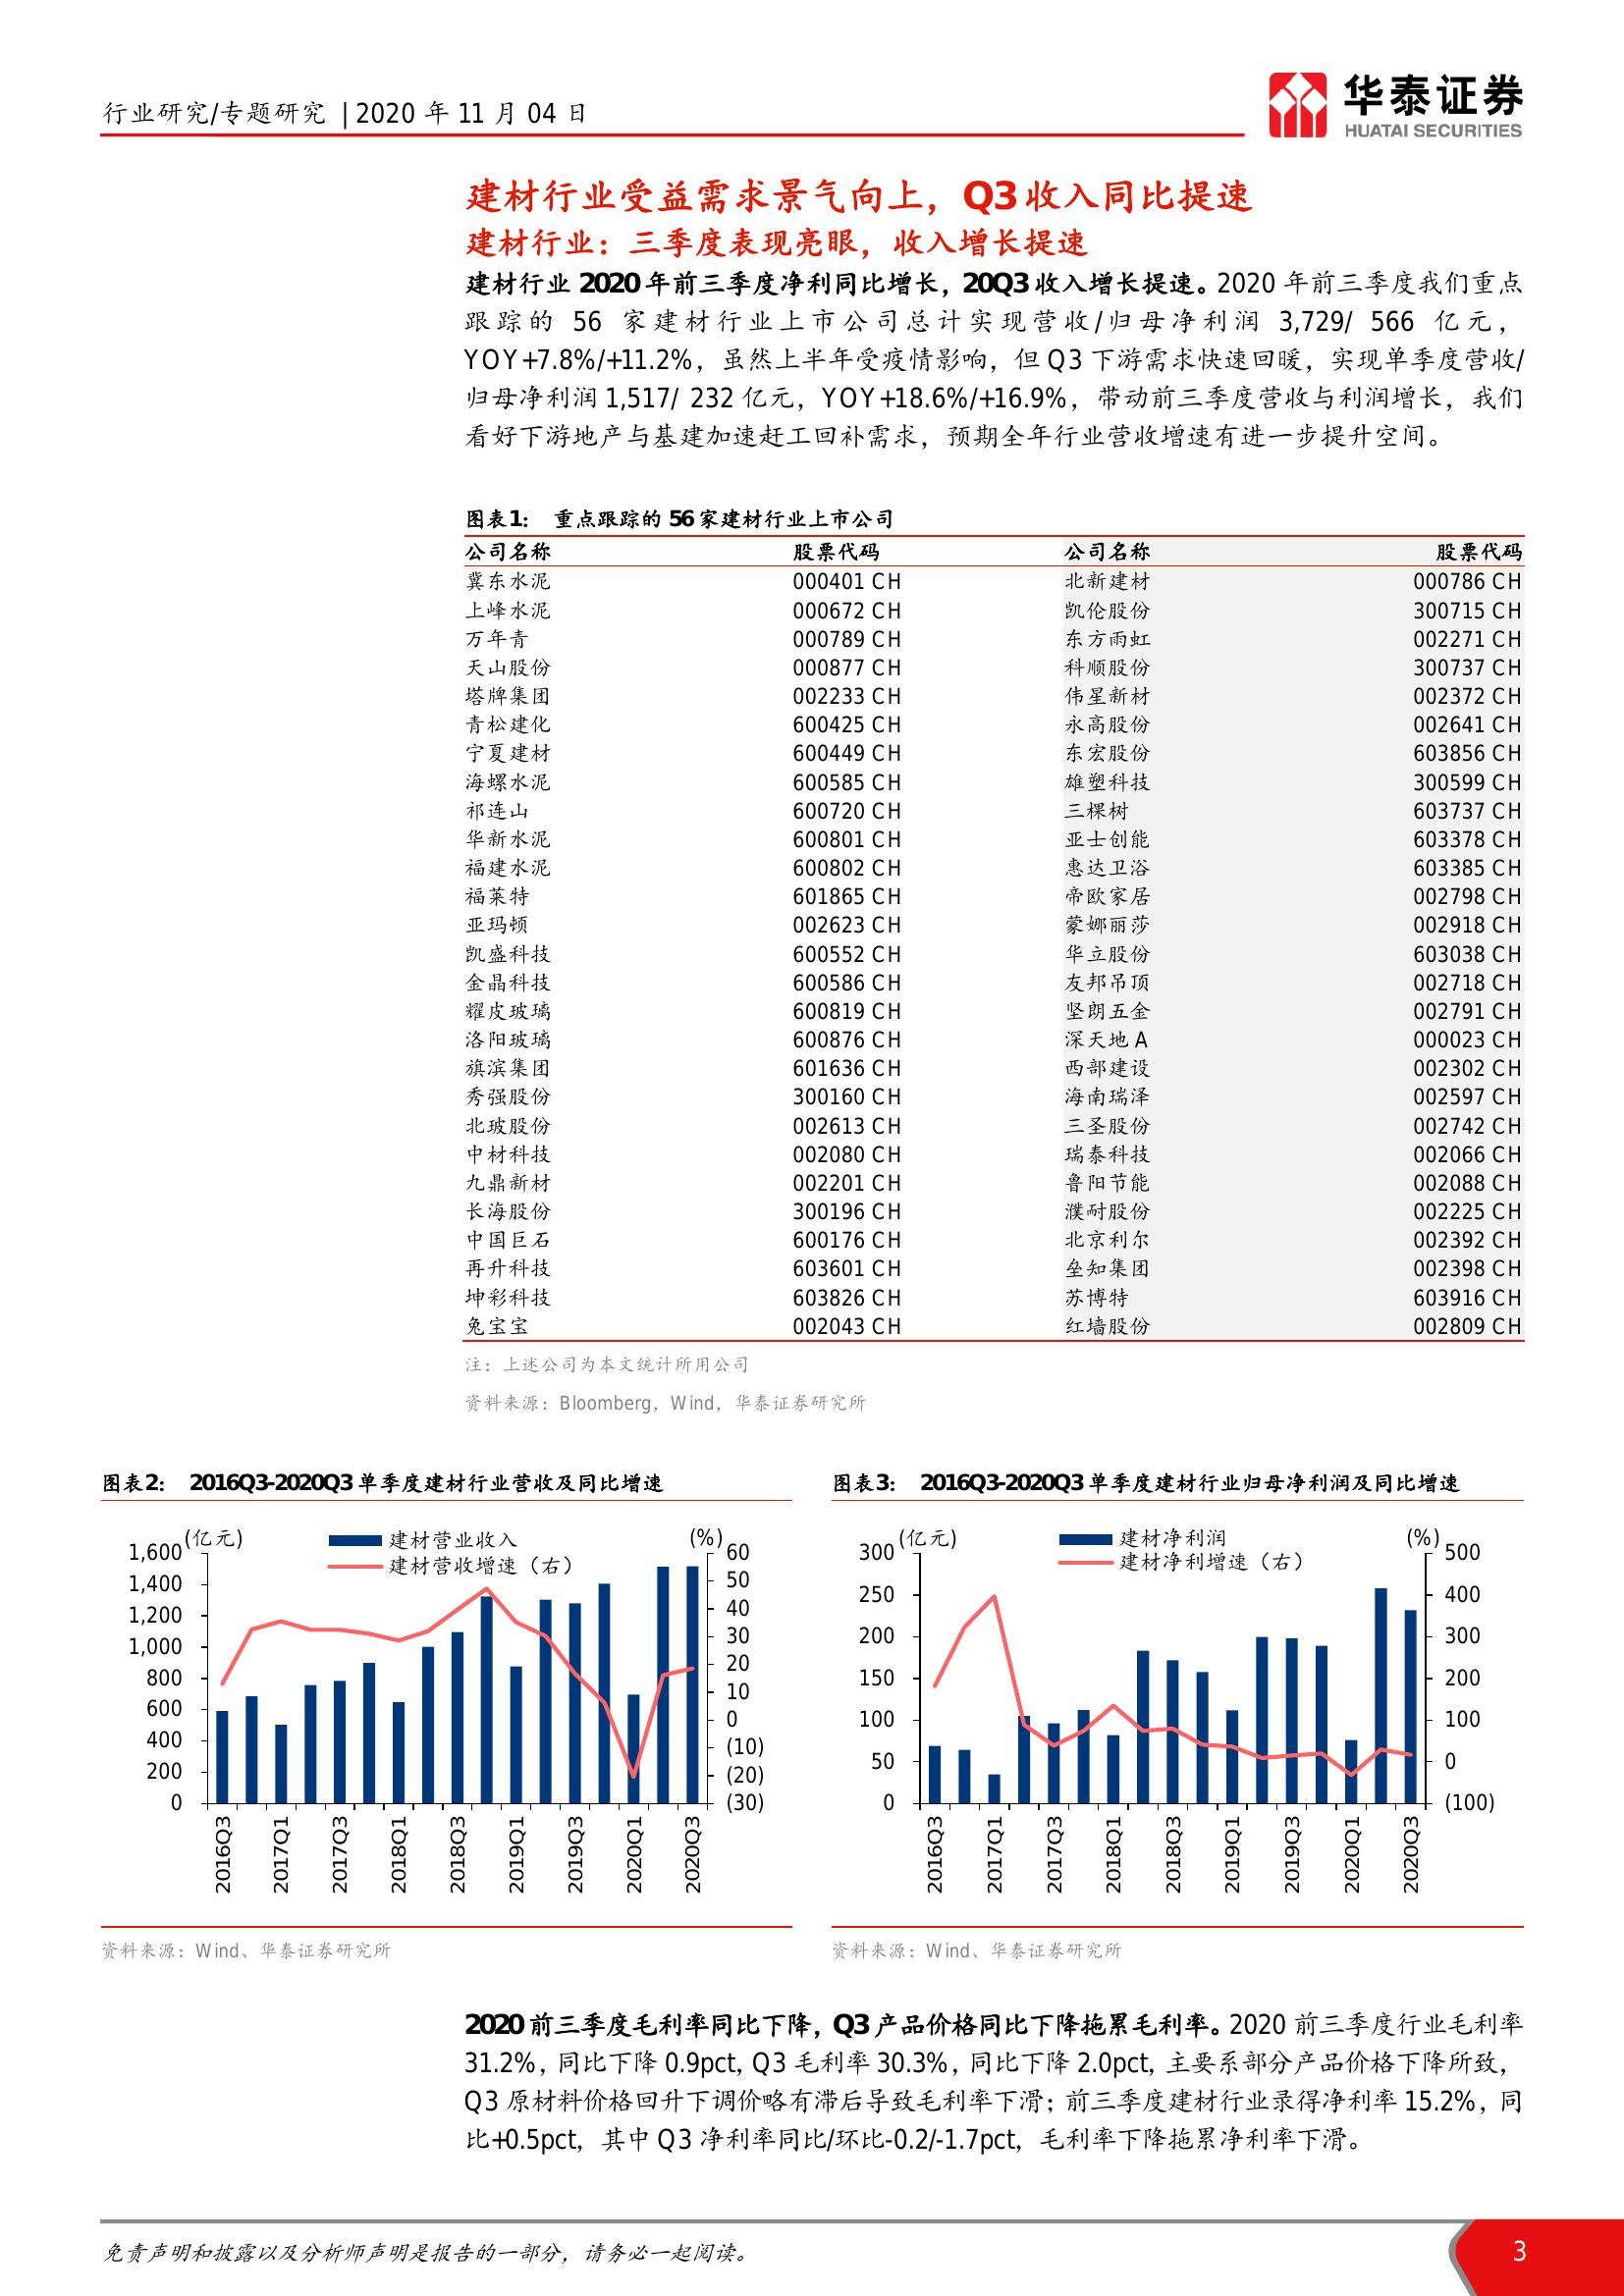 行业研究/专题研究 | 2020 年 11 月 04 日
华泰证券
HUATAI SECURITIES
建材行业受益需求景气向上，Q3 收入同比提速
建材行业：三季度表现亮眼，收入增长提速
建材行业 2020 年前三季度净利同比增长，20Q3 收入增长提速。2020 年前三季度我们重点
跟踪的 56 家建材行业上市公司总计实现营收/归母净利润 3,729/ 566 亿元，
YOY+7.8%/+11.2%，虽然上半年受疫情影响，但 Q3 下游需求快速回暖，实现单季度营收/
归母净利润 1,517/ 232 亿元，YOY+18.6%/+16.9%，带动前三季度营收与利润增长，我们
看好下游地产与基建加速赶工回补需求，预期全年行业营收增速有进一步提升空间。
图表1： 重点跟踪的 56 家建材行业上市公司
公司名称 股票代码 公司名称 股票代码
冀东水泥 000401 CH 北新建材 000786 CH
上峰水泥 000672 CH 凯伦股份 300715 CH
万年青 000789 CH 东方雨虹 002271 CH
天山股份 000877 CH 科顺股份 300737 CH
塔牌集团 002233 CH 伟星新材 002372 CH
青松建化 600425 CH 永高股份 002641 CH
宁夏建材 600449 CH 东宏股份 603856 CH
海螺水泥 600585 CH 雄塑科技 300599 CH
祁连山 600720 CH 三棵树 603737 CH
华新水泥 600801 CH 亚士创能 603378 CH
福建水泥 600802 CH 惠达卫浴 603385 CH
福莱特 601865 CH 帝欧家居 002798 CH
亚玛顿 002623 CH 蒙娜丽莎 002918 CH
凯盛科技 600552 CH 华立股份 603038 CH
金晶科技 600586 CH 友邦吊顶 002718 CH
耀皮玻璃 600819 CH 坚朗五金 002791 CH
洛阳玻璃 600876 CH 深天地 A 000023 CH
旗滨集团 601636 CH 西部建设 002302 CH
秀强股份 300160 CH 海南瑞泽 002597 CH
北玻股份 002613 CH 三圣股份 002742 CH
中材科技 002080 CH 瑞泰科技 002066 CH
九鼎新材 002201 CH 鲁阳节能 002088 CH
长海股份 300196 CH 濮耐股份 002225 CH
中国巨石 600176 CH 北京利尔 002392 CH
再升科技 603601 CH 垒知集团 002398 CH
坤彩科技 603826 CH 苏博特 603916 CH
兔宝宝 002043 CH 红墙股份 002809 CH
注：上述公司为本文统计所用公司
资料来源：Bloomberg，Wind，华泰证券研究所
图表2： 2016Q3-2020Q3 单季度建材行业营收及同比增速
(亿元) (%)
建材营业收入
建材营收增速（右）
1,600 60
1,400 50
1,200 40
1,000 30
800 20
600 10
400 0
200 (10)
0 (20)
(30)
2016Q3 2017Q1 2017Q3 2018Q1 2018Q3 2019Q1 2019Q3 2020Q1 2020Q3
资料来源：Wind、华泰证券研究所
图表3： 2016Q3-2020Q3 单季度建材行业归母净利润及同比增速
(亿元) (%)
建材净利润
建材净利增速（右）
300 500
250 400
200 300
150 200
100 100
50 0
0 (100)
2016Q3 2017Q1 2017Q3 2018Q1 2018Q3 2019Q1 2019Q3 2020Q1 2020Q3
资料来源：Wind、华泰证券研究所
2020 前三季度毛利率同比下降，Q3 产品价格同比下降拖累毛利率。2020 前三季度行业毛利率
31.2%，同比下降 0.9pct，Q3 毛利率 30.3%，同比下降 2.0pct，主要系部分产品价格下降所致，
Q3 原材料价格回升下调价略有滞后导致毛利率下滑；前三季度建材行业录得净利率 15.2%，同
比+0.5pct，其中 Q3 净利率同比/环比-0.2/-1.7pct，毛利率下降拖累净利率下滑。
免责声明和披露以及分析师声明是报告的一部分，请务必一起阅读。 3